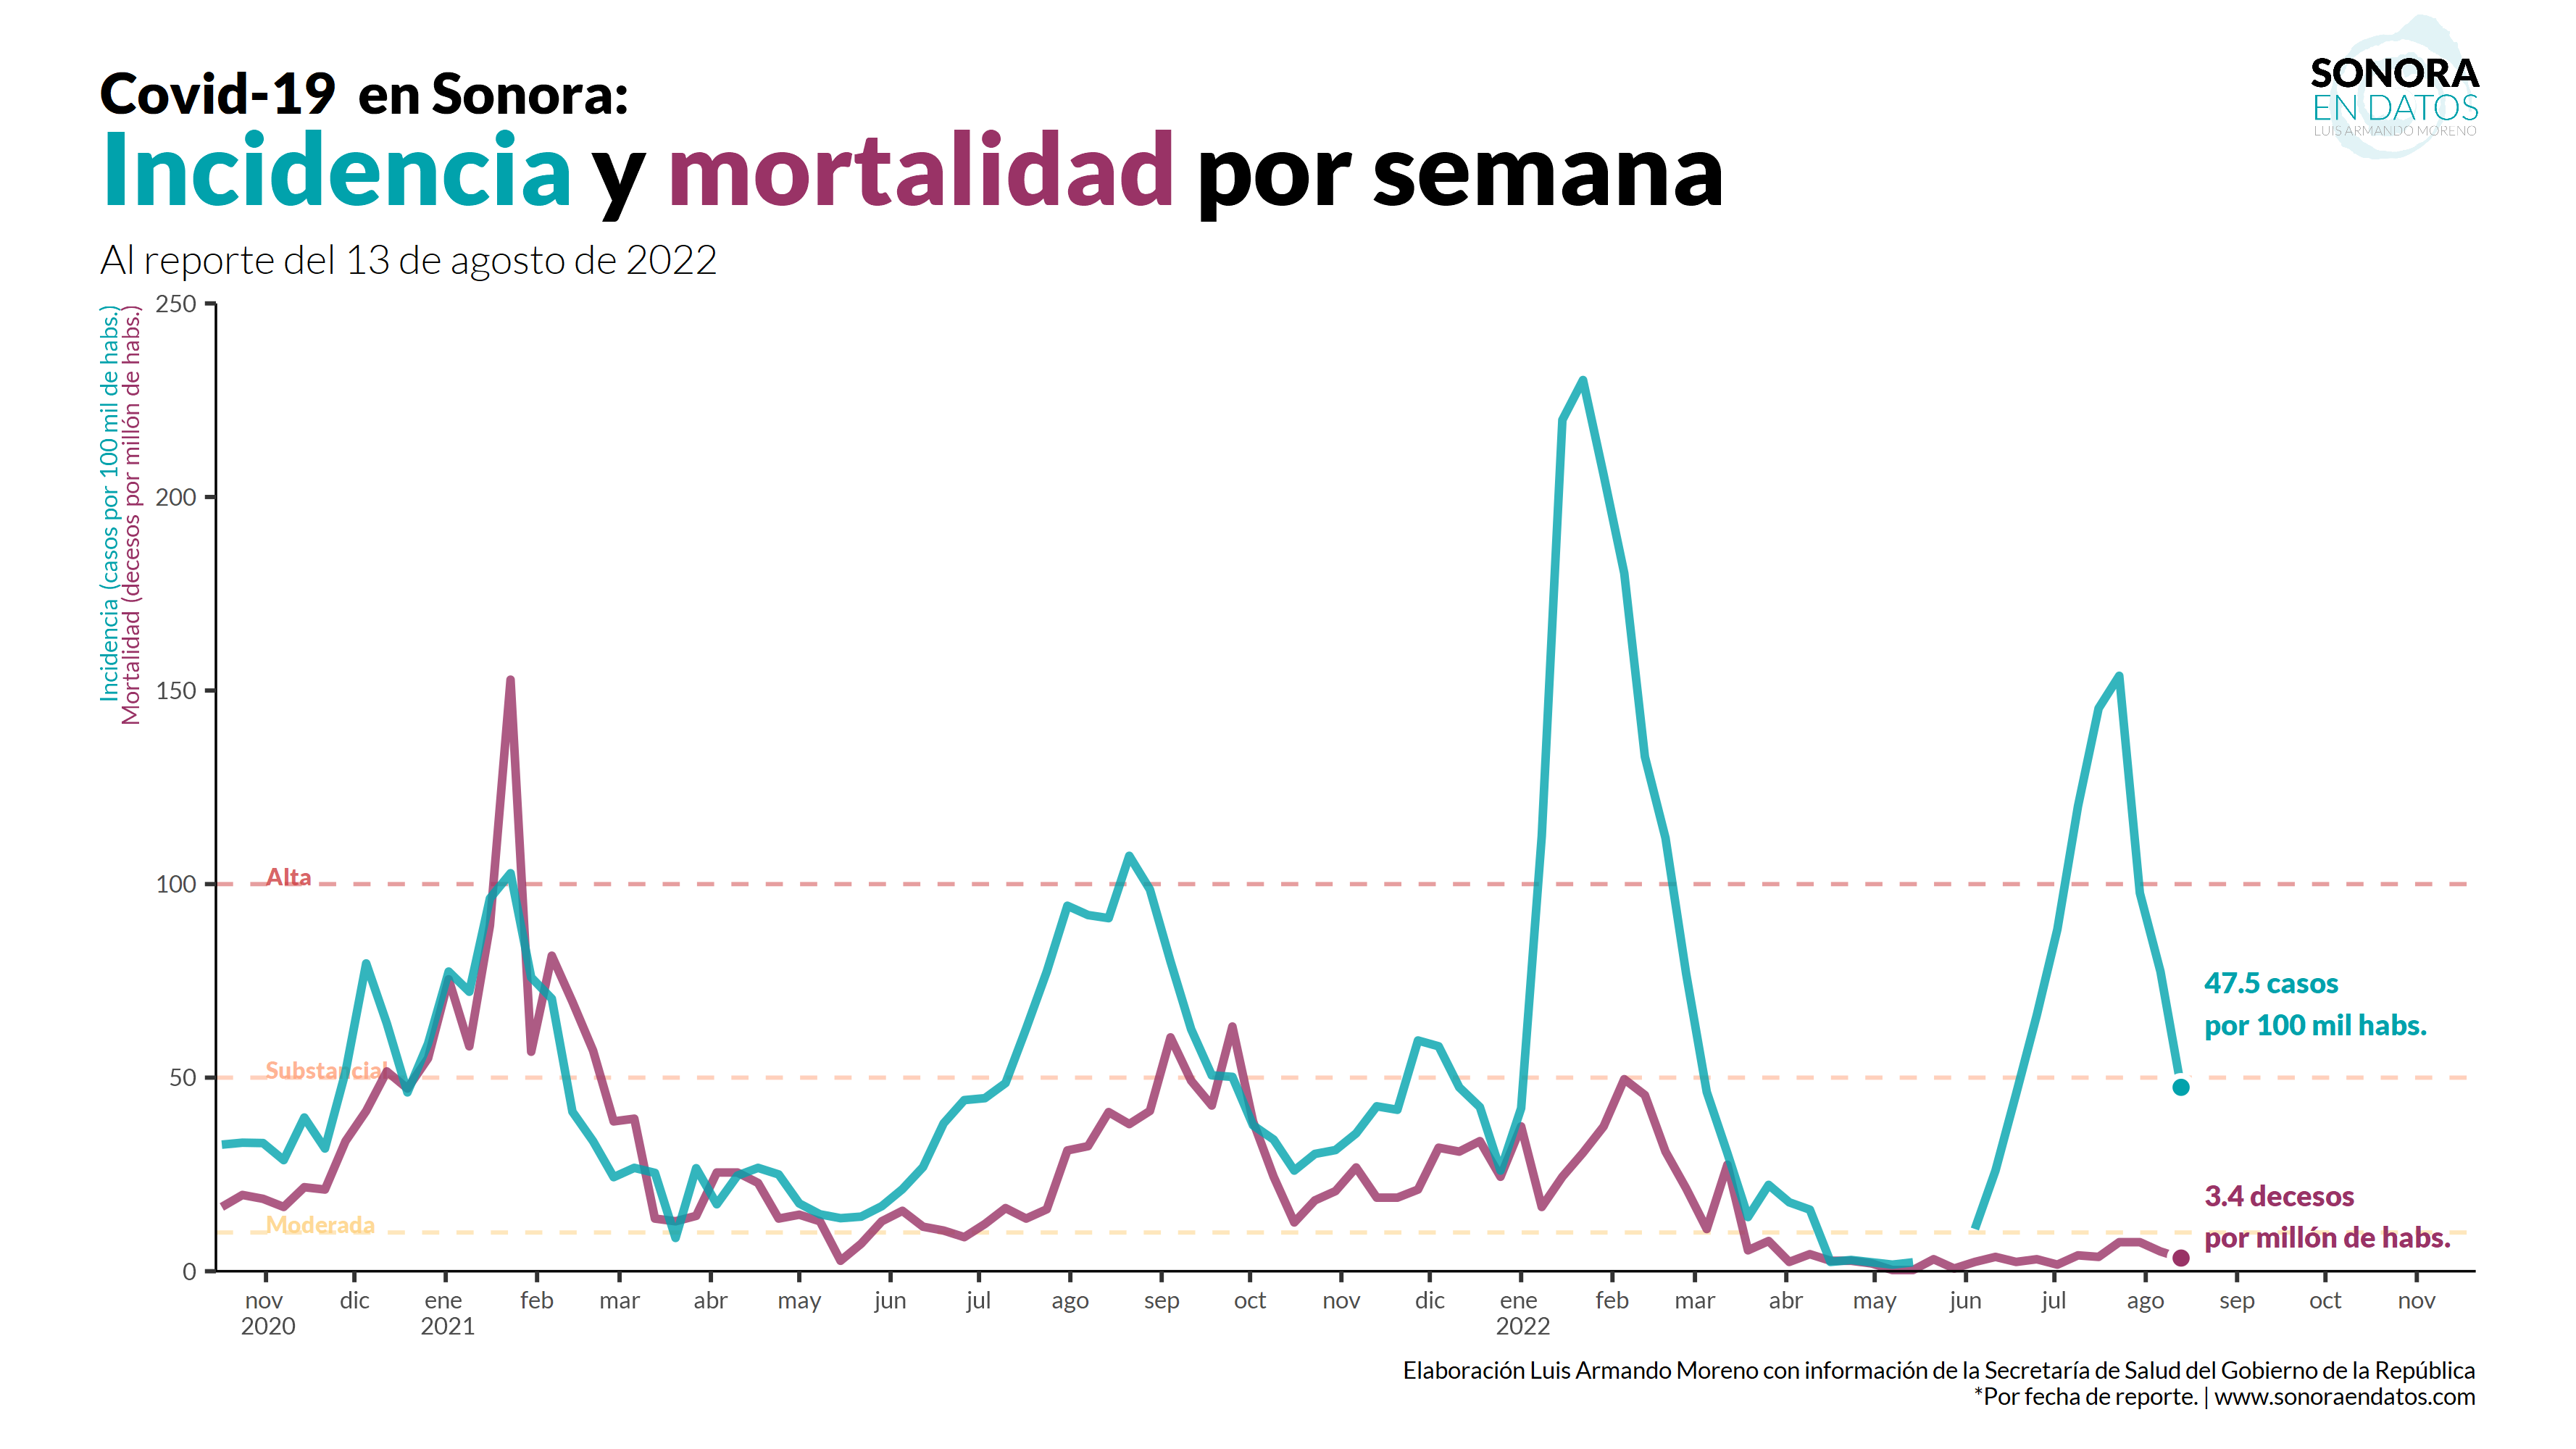 Covid-19 en Sonora:
Incidencia y mortalidad por semana
Al reporte del 13 de agosto de 2022
SONORA
EN DATOS
LUIS ARMANDO MORENO
Incidencia (casos por 100 mil de habs.)
Mortalidad (decesos por millón de habs.)
250
200
150
100
50
0
Alta
Substancial
Moderada
47.5 casos
por 100 mil habs.
3.4 decesos
por millón de habs.
nov dic ene feb mar abr may jun jul ago sep oct nov dic ene feb mar abr may jun jul ago sep oct nov
2020 2021 2022
Elaboración Luis Armando Moreno con información de la Secretaría de Salud del Gobierno de la República
*Por fecha de reporte. | www.sonoraendatos.com